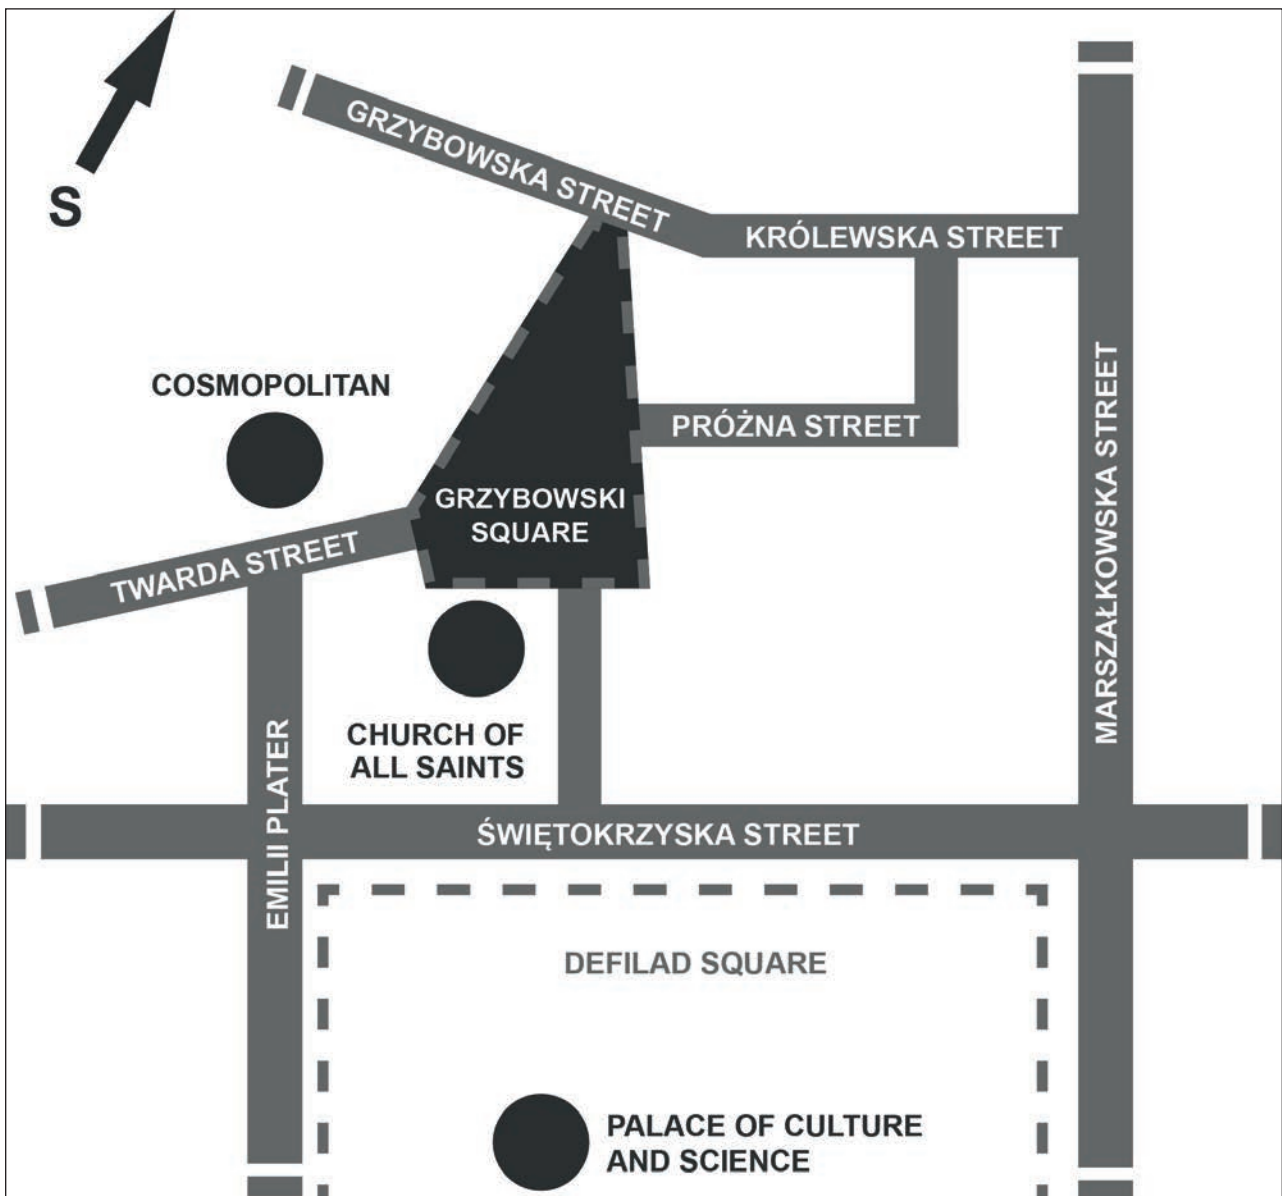 GRZYBOWSKA STREET
S
KRÓLEWSKA STREET
COSMOPOLITAN
PRÓŻNA STREET
MARSZAŁKOWSKA STREET
GRZYBOWSKI
SQUARE
TWARDA STREET
CHURCH OF
ALL SAINTS
EMILII PLATER
ŚWIĘTOKRZYSKA STREET
DEFILAD SQUARE
PALACE OF CULTURE
AND SCIENCE